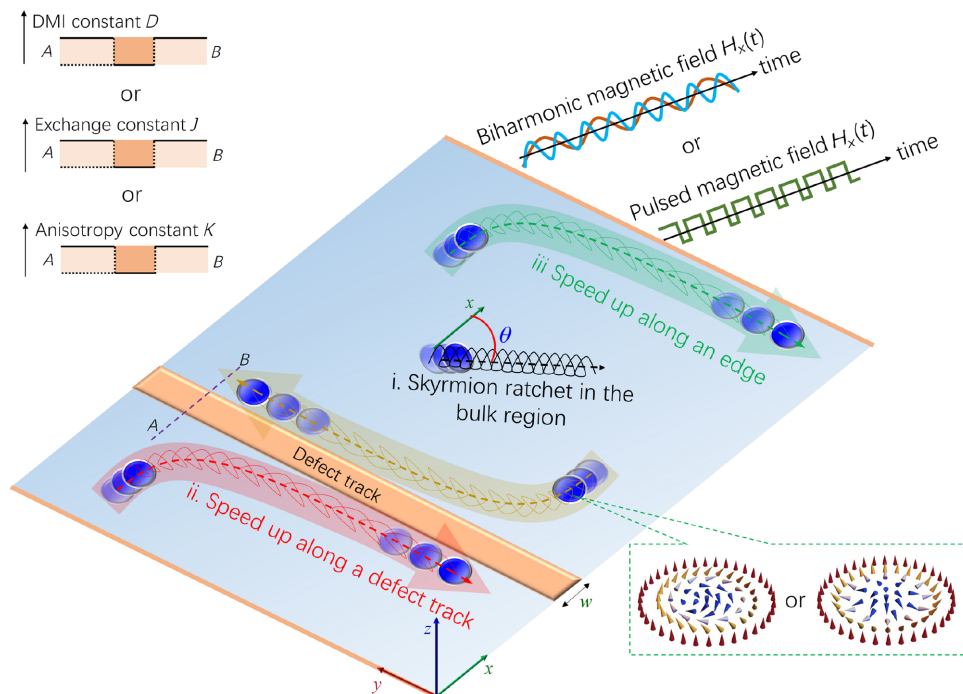 DMI constant D
A
B
or
Exchange constant J
A
B
or
Anisotropy constant K
A
B
Biharmonic magnetic field Hₓ(t)
time
or
Pulsed magnetic field Hₓ(t)
time
iii Speed up along an edge
x
θ
i. Skyrmion ratchet in the
bulk region
B
A
Defect track
ii. Speed up along a defect track
w
or
z
x
y